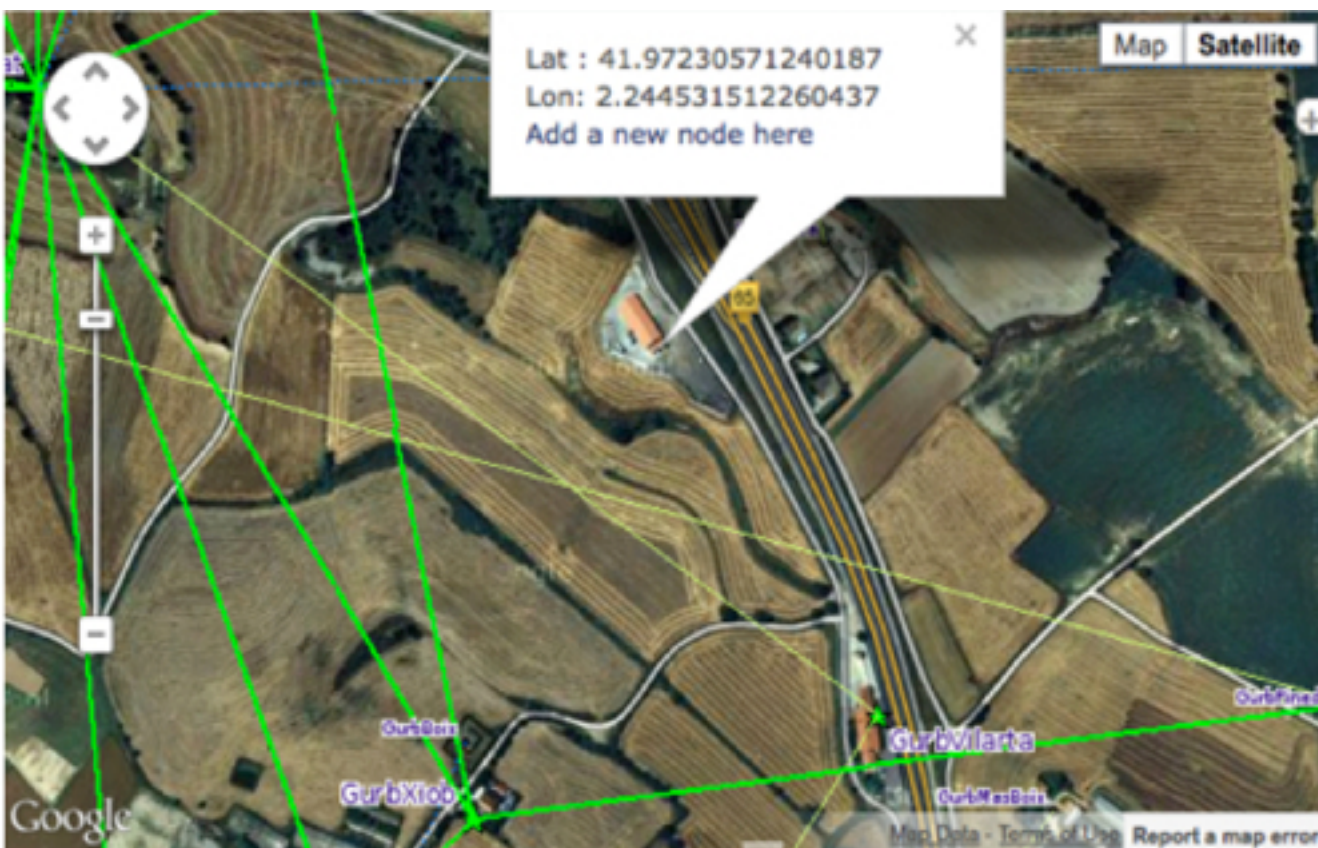 Lat : 41.97230571240187
Lon: 2.244531512260437
Add a new node here
×
Map
Satellite
at
GurbBoix
GurbXiob
GurbVilarta
GurbMasBoix
Google
Map Data - Terms of Use
Report a map error